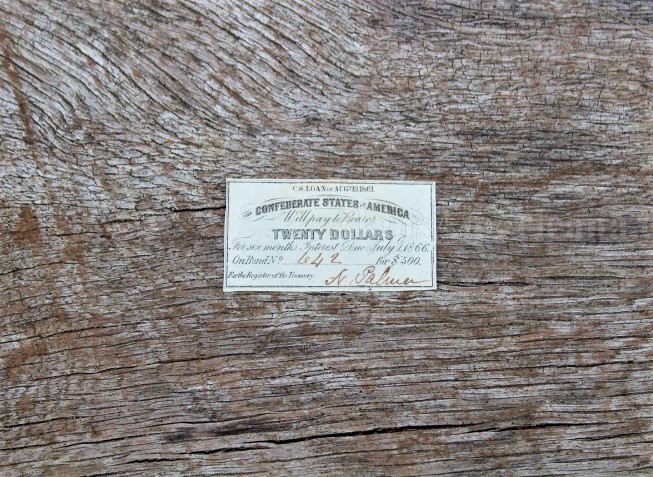 C.S. LOAN OF AUG 19, 1861
THE CONFEDERATE STATES OF AMERICA
Will pay to Bearer
TWENTY DOLLARS
For six months Interest Due July 1, 1866,
On Bond No 642 for $500,
For the Register of the Treasury A. Palmer